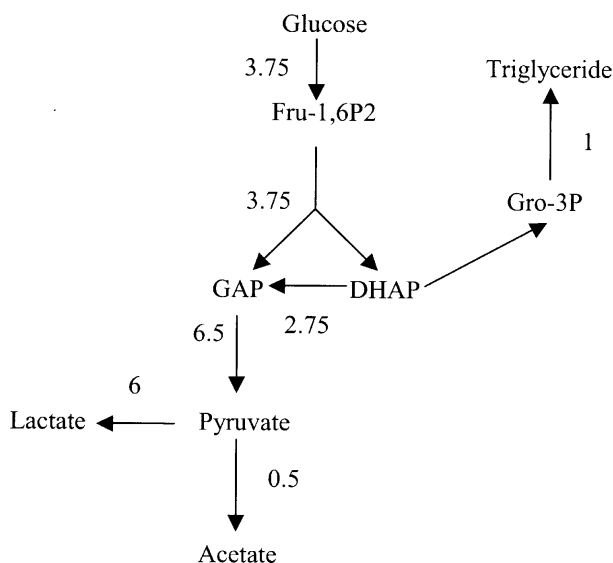 Glucose
3.75
Triglyceride
Fru-1,6P2
1
3.75
Gro-3P
GAP
DHAP
2.75
6.5
6
Lactate
Pyruvate
0.5
Acetate